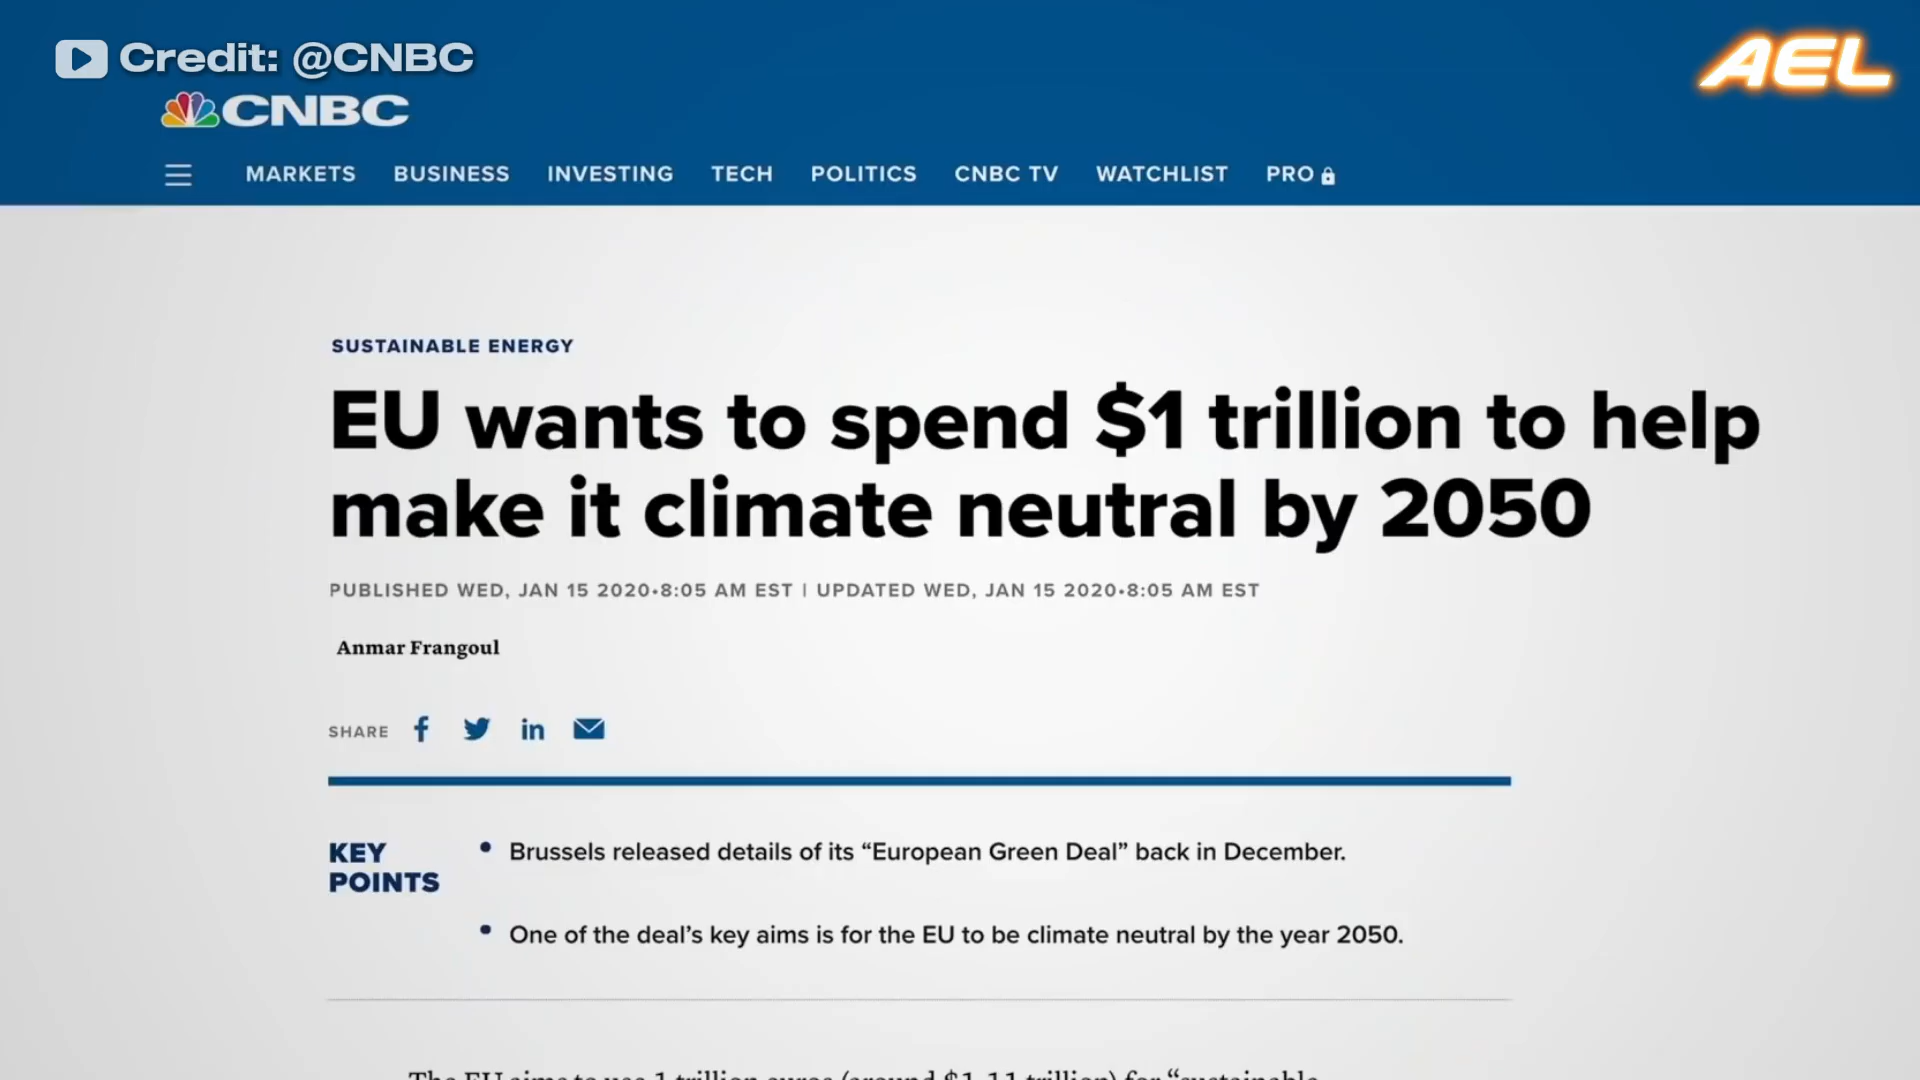 Credit: @CNBC
AEL
CNBC
MARKETS BUSINESS INVESTING TECH POLITICS CNBC TV WATCHLIST PRO
SUSTAINABLE ENERGY
EU wants to spend $1 trillion to help
make it climate neutral by 2050
PUBLISHED WED, JAN 15 2020•8:05 AM EST | UPDATED WED, JAN 15 2020•8:05 AM EST
Anmar Frangoul
SHARE
KEY
POINTS
• Brussels released details of its “European Green Deal” back in December.
• One of the deal’s key aims is for the EU to be climate neutral by the year 2050.
The EU aims to use 1 trillion euros (around $1.11 trillion) for “sustainable